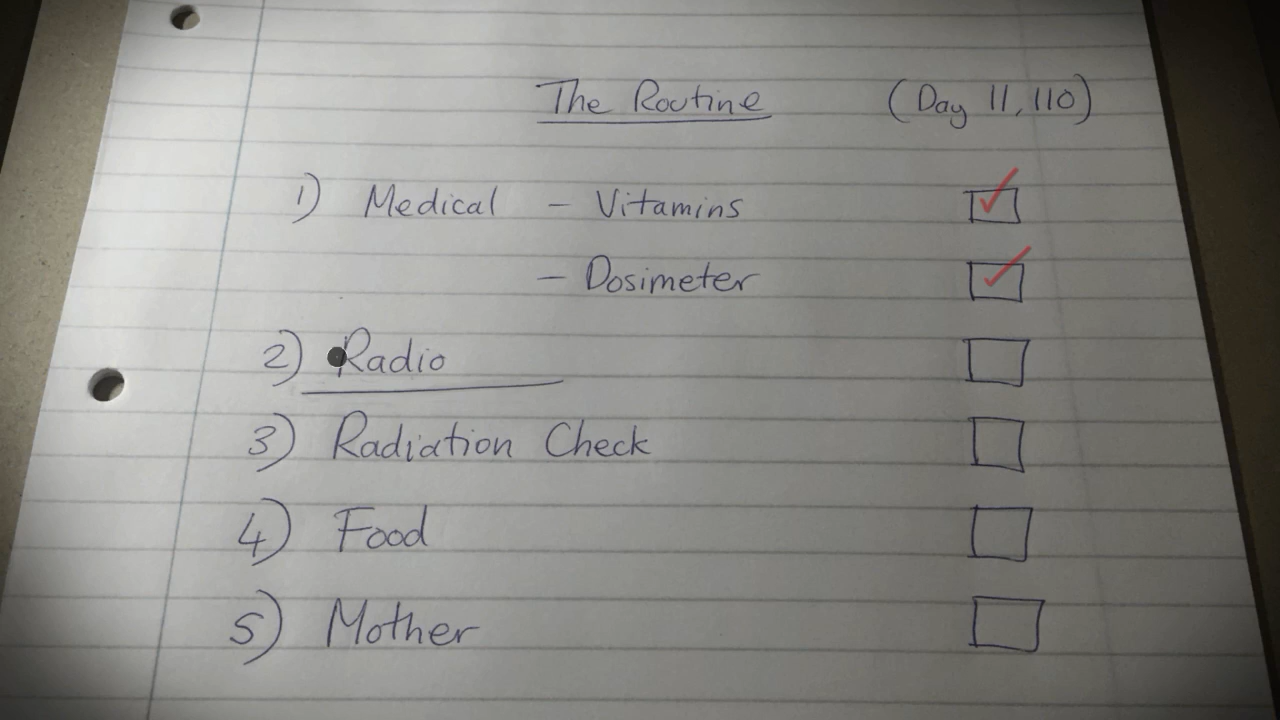 The Routine (Day 11,110)
1) Medical - Vitamins
- Dosimeter
2) Radio
3) Radiation Check
4) Food
5) Mother